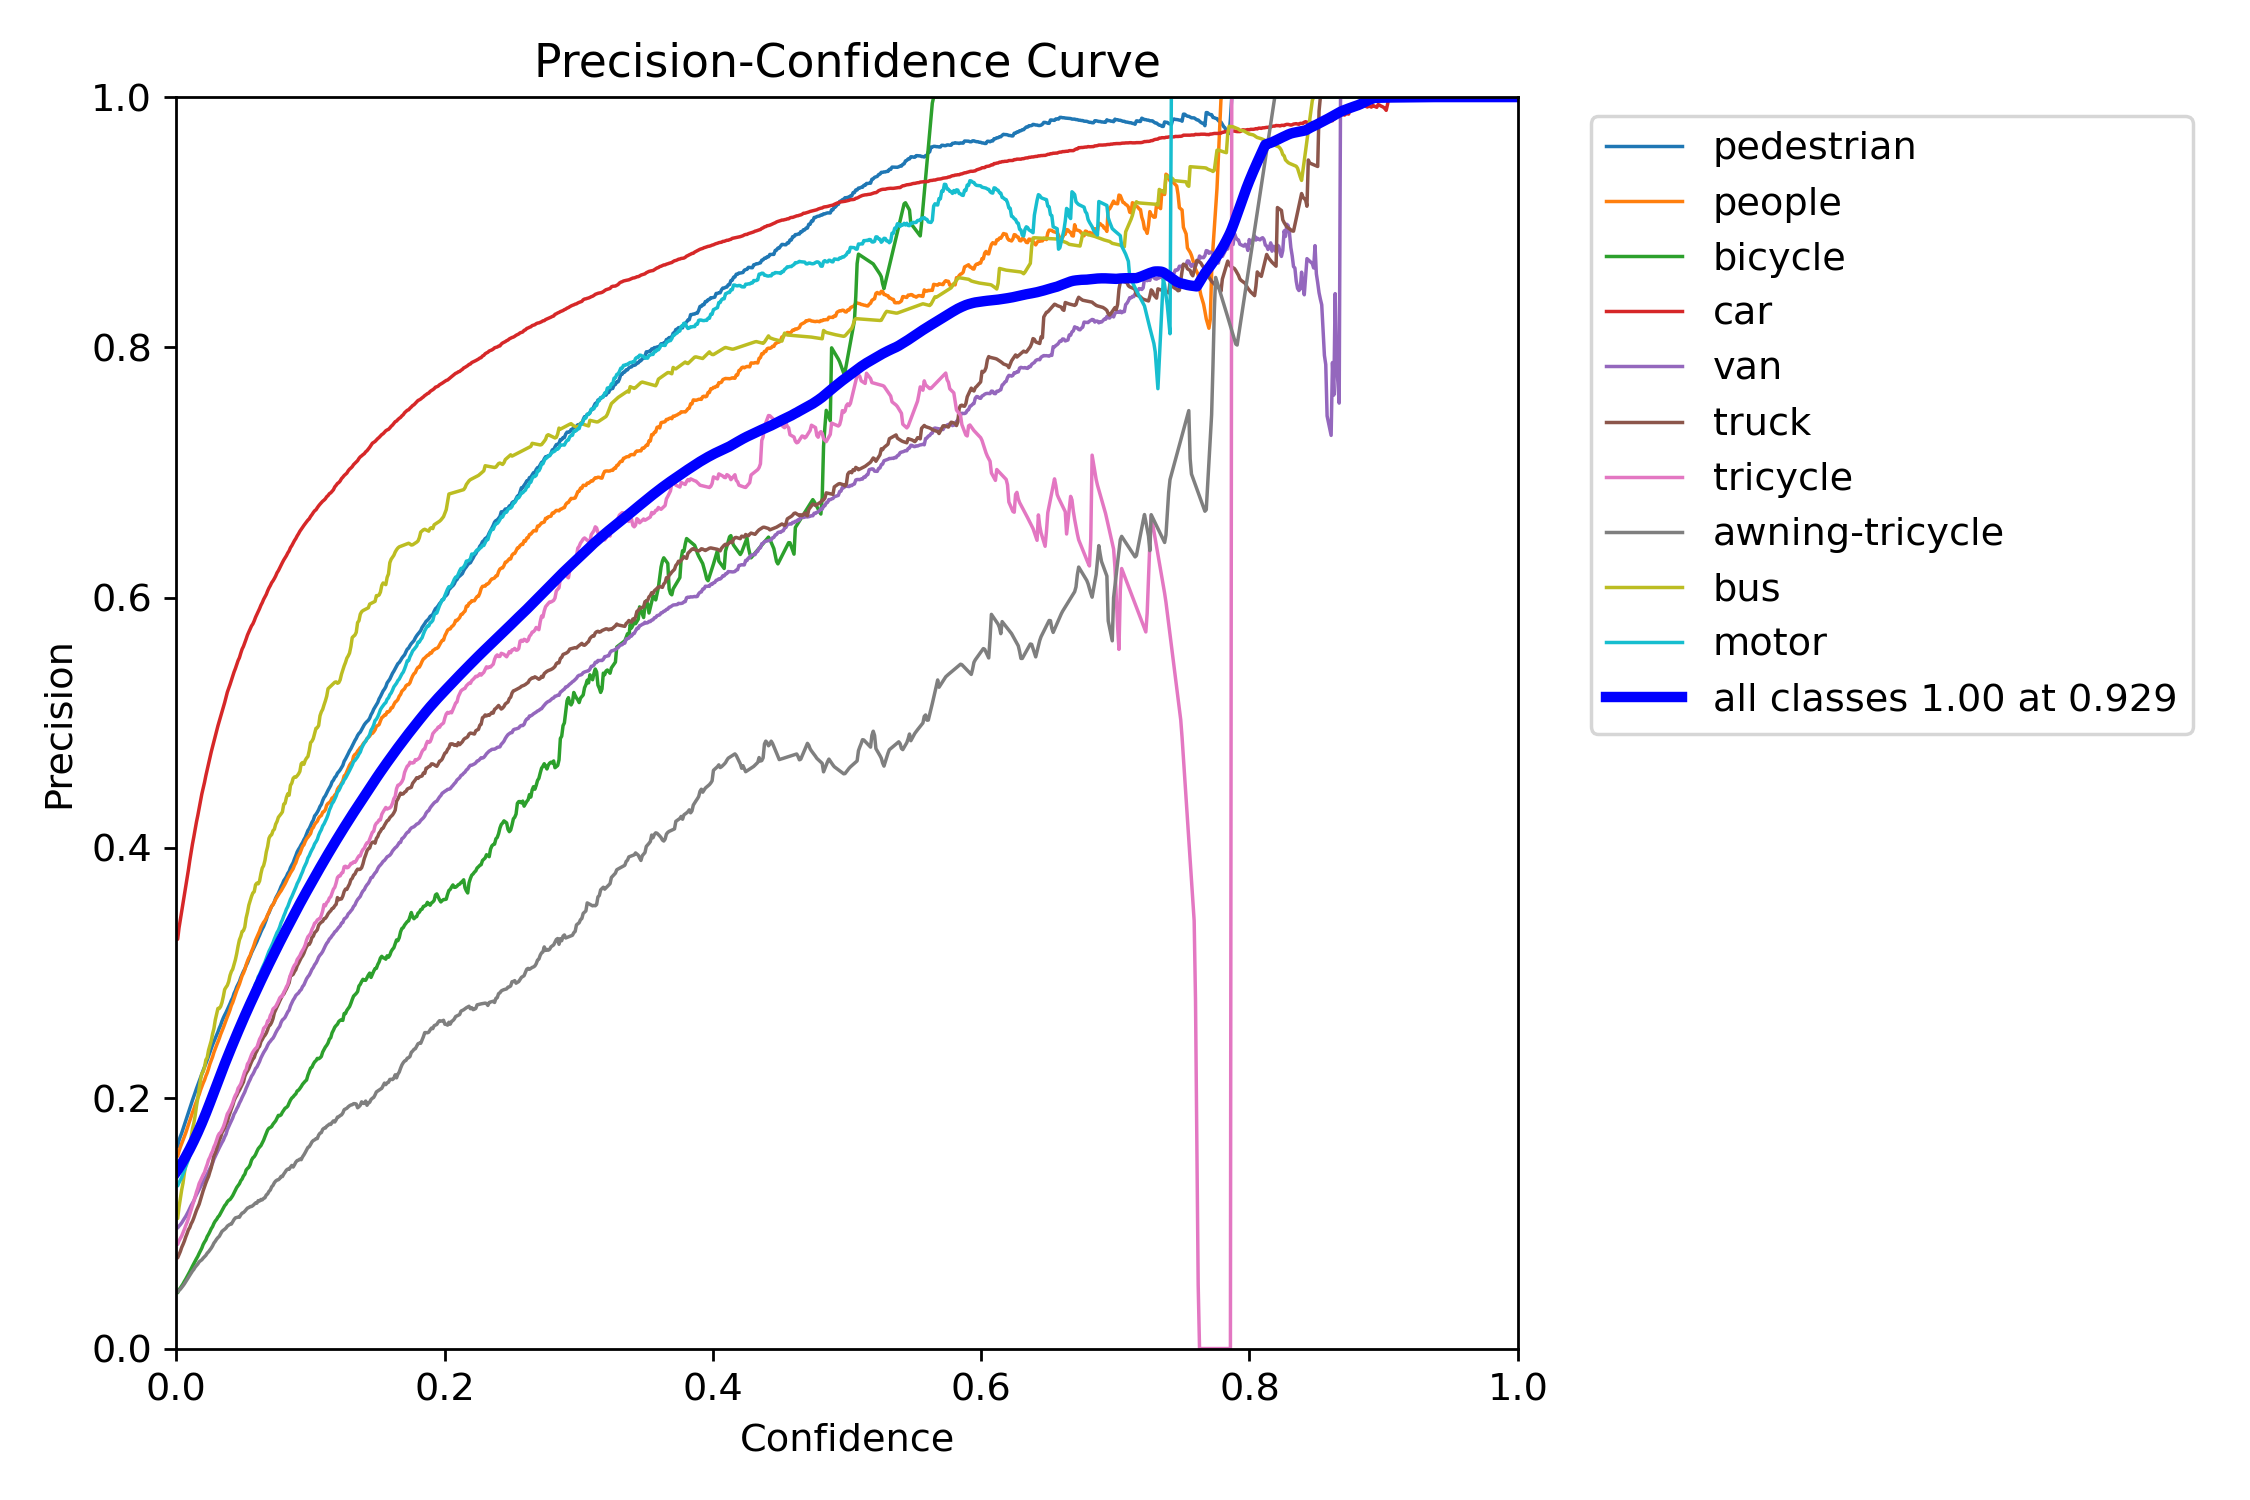 Precision-Confidence Curve
1.0
0.8
0.6
0.4
0.2
0.0
Precision
0.0 0.2 0.4 0.6 0.8 1.0
Confidence
pedestrian
people
bicycle
car
van
truck
tricycle
awning-tricycle
bus
motor
all classes 1.00 at 0.929